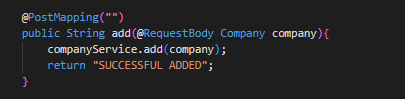 @PostMapping("")
public String add(@RequestBody Company company){
    companyService.add(company);
    return "SUCCESSFUL ADDED";
}